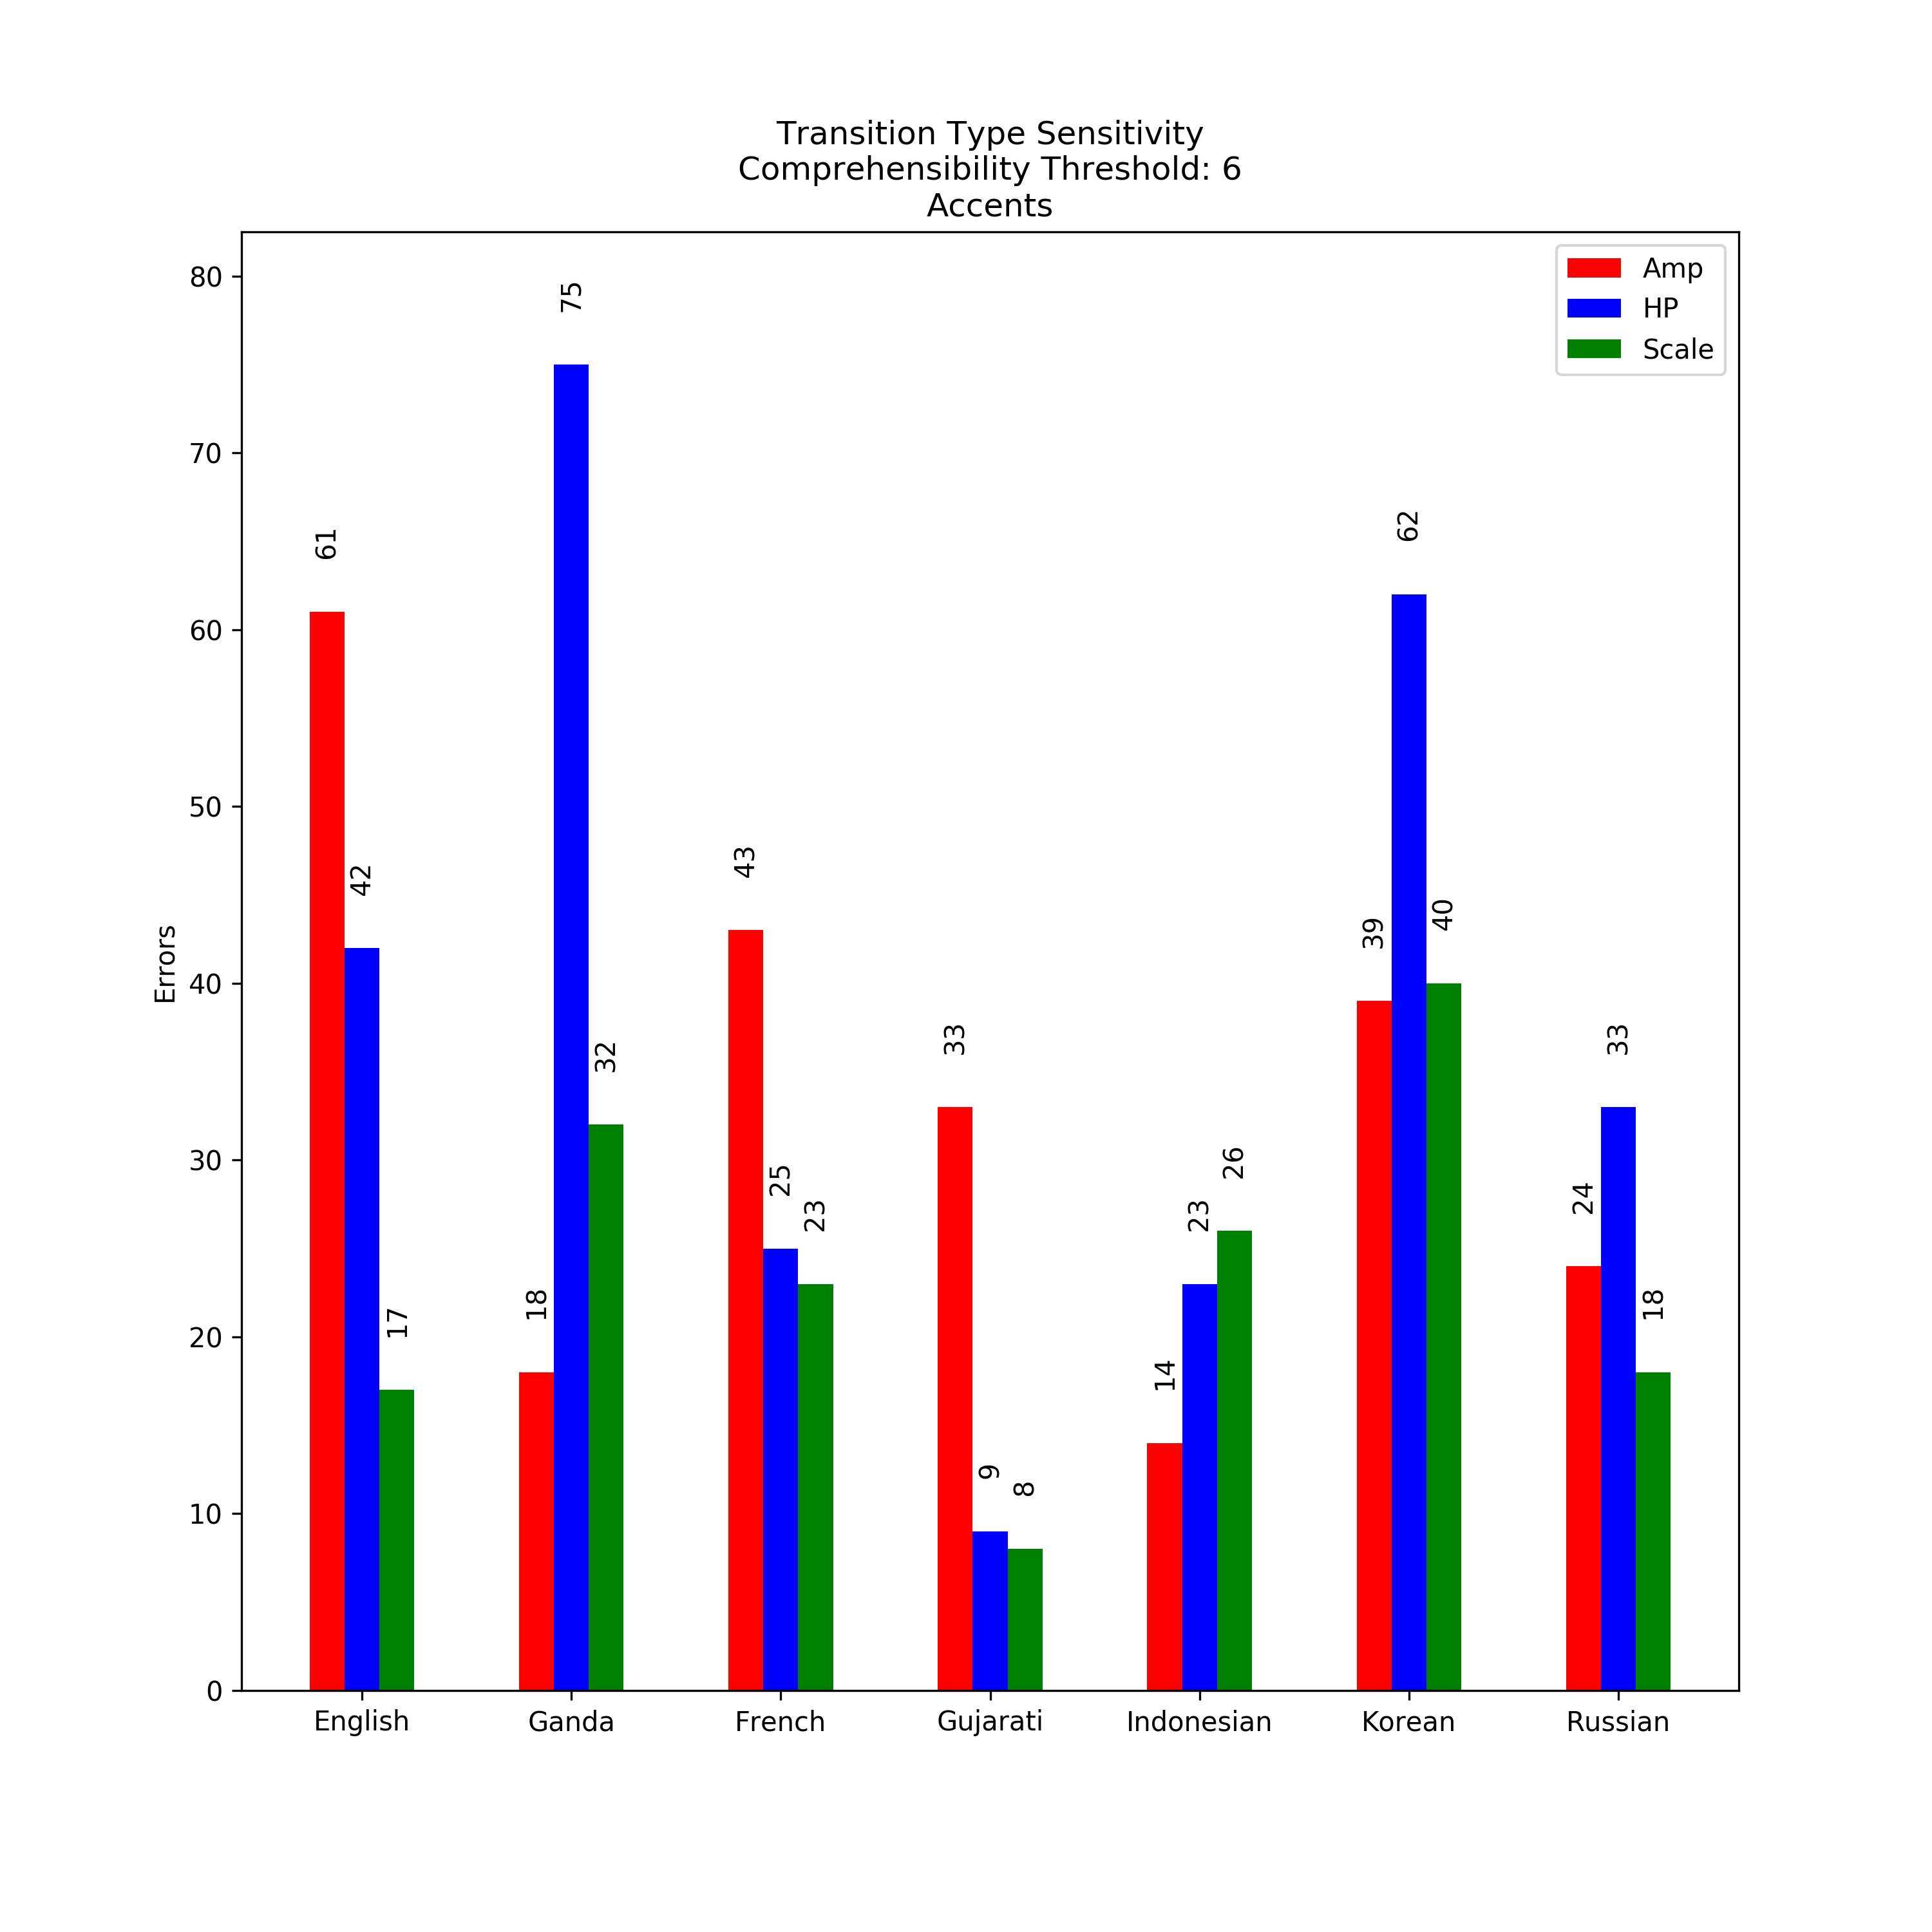 Transition Type Sensitivity
Comprehensibility Threshold: 6
Accents
Amp
HP
Scale
Errors
80
70
60
50
40
30
20
10
0
61
42
17
18
75
32
43
25
23
33
9
8
14
23
26
39
62
40
24
33
18
English
Ganda
French
Gujarati
Indonesian
Korean
Russian